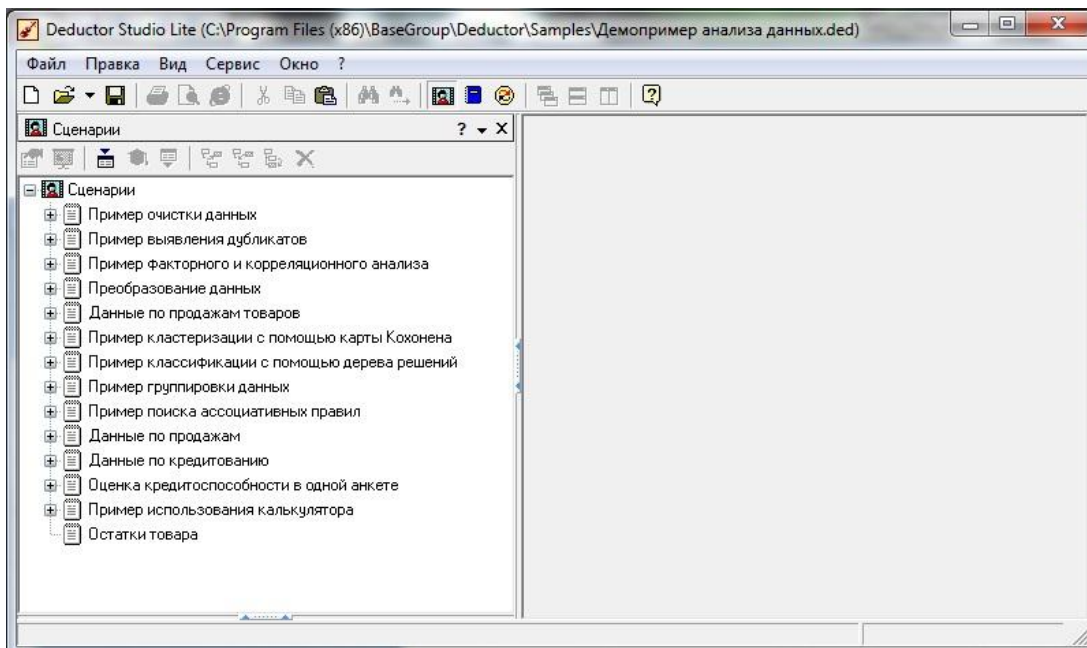 Deductor Studio Lite (C:\Program Files (x86)\BaseGroup\Deductor\Samples\Демопример анализа данных.ded)
Файл Правка Вид Сервис Окно ?
Сценарии
Сценарии
Пример очистки данных
Пример выявления дубликатов
Пример факторного и корреляционного анализа
Преобразование данных
Данные по продажам товаров
Пример кластеризации с помощью карты Кохонена
Пример классификации с помощью дерева решений
Пример группировки данных
Пример поиска ассоциативных правил
Данные по продажам
Данные по кредитованию
Оценка кредитоспособности в одной анкете
Пример использования калькулятора
Остатки товара